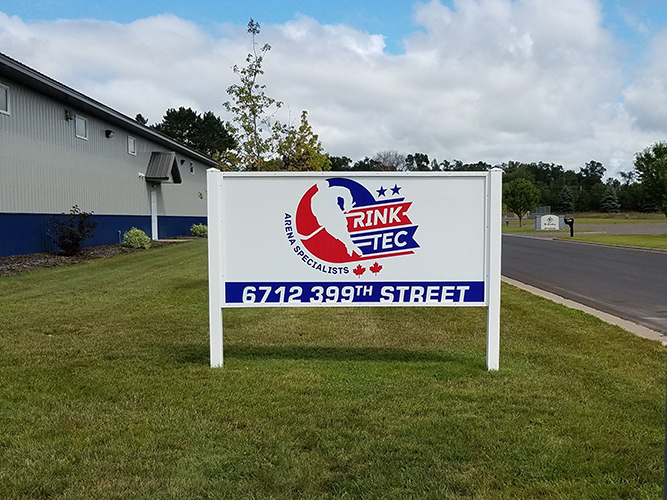 RINK
TEC
ARENA SPECIALISTS
6712 399TH STREET